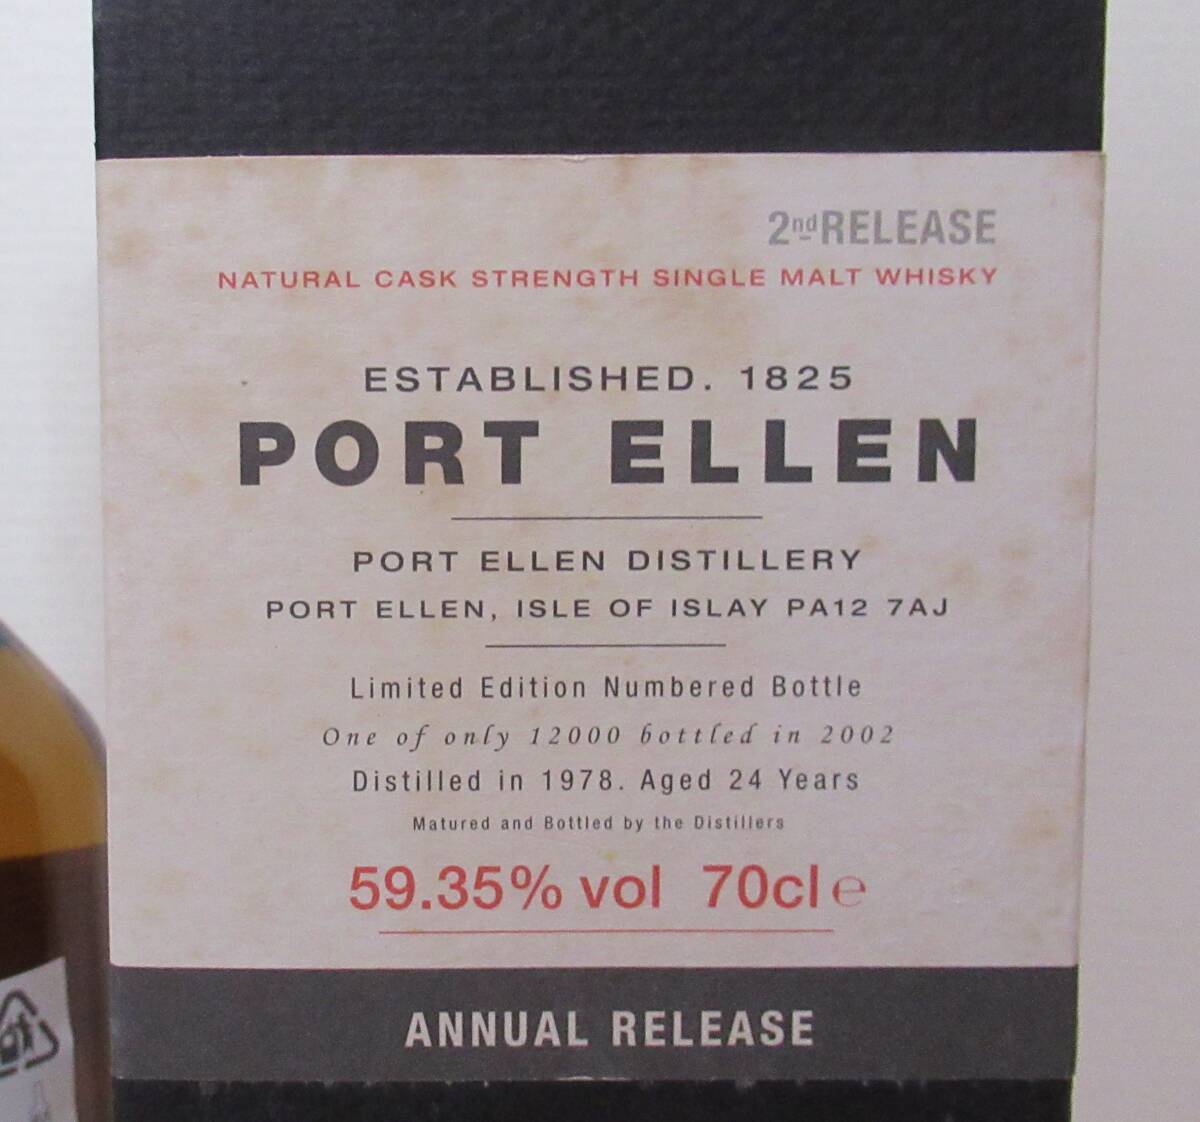 2nd RELEASE
NATURAL CASK STRENGTH SINGLE MALT WHISKY
ESTABLISHED. 1825
PORT ELLEN
PORT ELLEN DISTILLERY
PORT ELLEN, ISLE OF ISLAY PA12 7AJ
Limited Edition Numbered Bottle
One of only 12000 bottled in 2002
Distilled in 1978. Aged 24 Years
Matured and Bottled by the Distillers
59.35% vol 70cl ℮
ANNUAL RELEASE